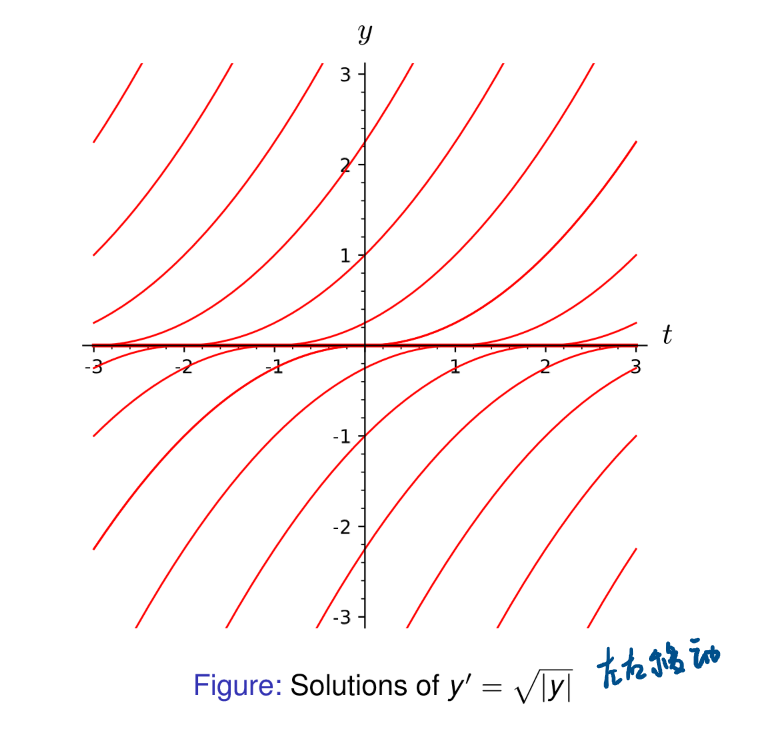 y
3
2
1
t
-3 -2 -1 1 2 3
-1
-2
-3
Figure: Solutions of y′ = √|y| 左右移动